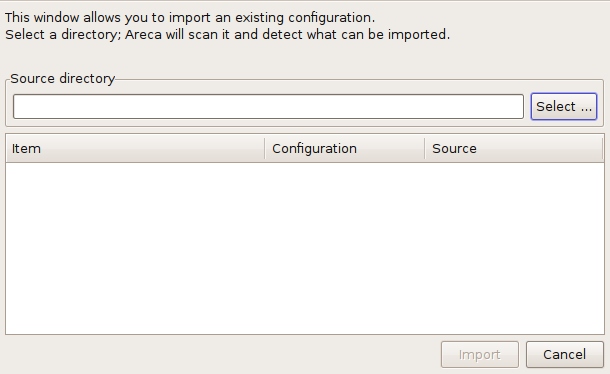 This window allows you to import an existing configuration.
Select a directory; Areca will scan it and detect what can be imported.
Source directory
Select ...
Item Configuration Source
Import Cancel